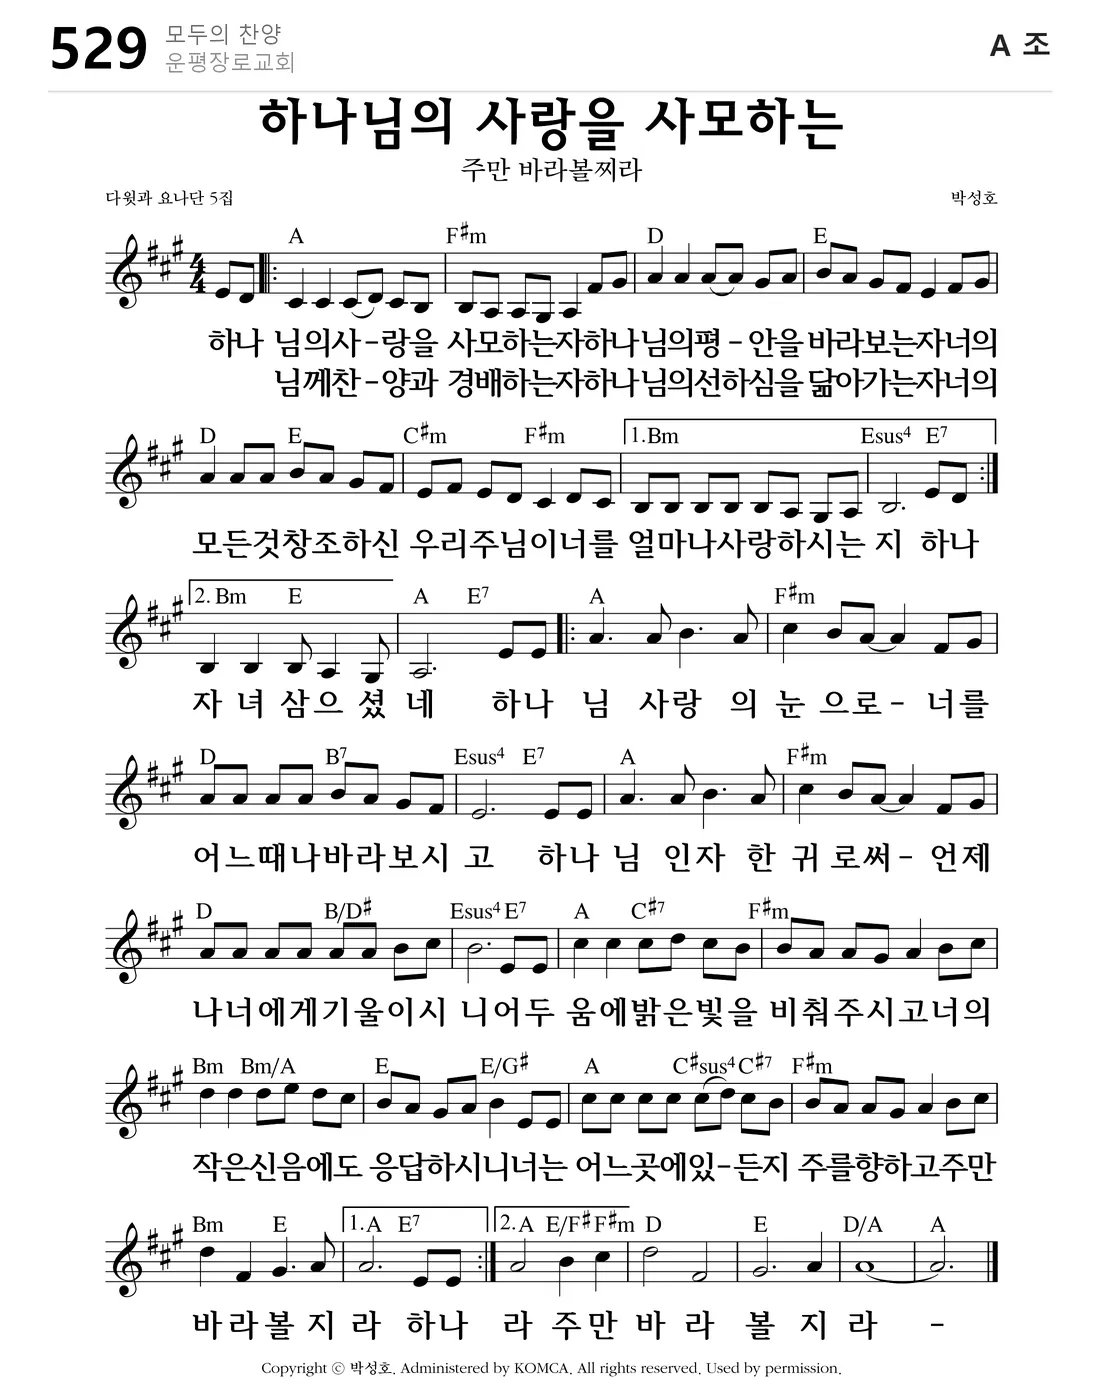 529 모두의 찬양
운평장로교회
A 조
하나님의 사랑을 사모하는
주만 바라볼찌라
다윗과 요나단 5집 박성호
A F♯m D E
4/4
하나 님의사-랑을 사모하는자하나님의평-안을바라보는자너의
님께찬-양과 경배하는자하나님의선하심을닮아가는자너의
D E C♯m F♯m 1.Bm Esus4 E7
모든것창조하신 우리주님이너를 얼마나사랑하시는 지 하나
2. Bm E A E7 A F♯m
자 녀 삼으 셨 네 하나 님 사랑 의 눈 으로- 너를
D B7 Esus4 E7 A F♯m
어느때나바라보시 고 하나 님 인자 한 귀 로써- 언제
D B/D♯ Esus4 E7 A C♯7 F♯m
나너에게기울이시 니어두 움에밝은빛을 비춰주시고너의
Bm Bm/A E E/G♯ A C♯sus4 C♯7 F♯m
작은신음에도 응답하시니너는 어느곳에있-든지 주를향하고주만
Bm E 1.A E7 2.A E/F♯ F♯m D E D/A A
바라볼 지 라 하나 라 주만 바 라 볼 지 라 -
Copyright ⓒ 박성호. Administered by KOMCA. All rights reserved. Used by permission.